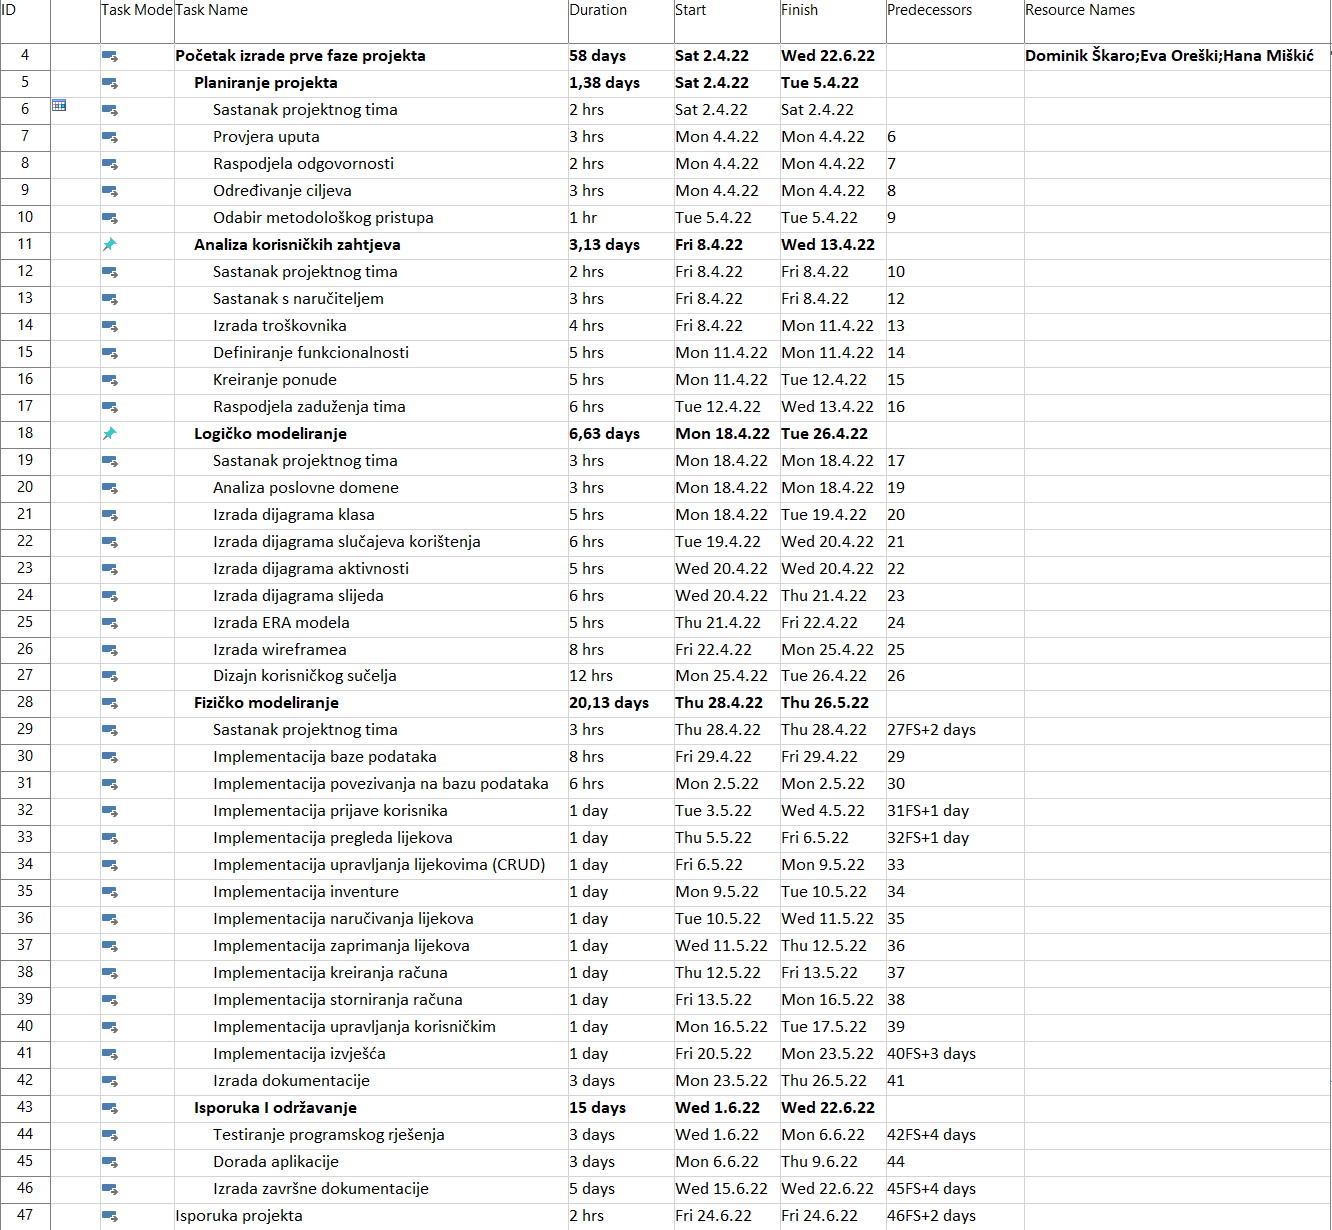 ID Task Mode Task Name Duration Start Finish Predecessors Resource Names
4 Početak izrade prve faze projekta 58 days Sat 2.4.22 Wed 22.6.22 Dominik Škaro;Eva Oreški;Hana Miškić
5 Planiranje projekta 1,38 days Sat 2.4.22 Tue 5.4.22
6 Sastanak projektnog tima 2 hrs Sat 2.4.22 Sat 2.4.22
7 Provjera uputa 3 hrs Mon 4.4.22 Mon 4.4.22 6
8 Raspodjela odgovornosti 2 hrs Mon 4.4.22 Mon 4.4.22 7
9 Određivanje ciljeva 3 hrs Mon 4.4.22 Mon 4.4.22 8
10 Odabir metodološkog pristupa 1 hr Tue 5.4.22 Tue 5.4.22 9
11 Analiza korisničkih zahtjeva 3,13 days Fri 8.4.22 Wed 13.4.22
12 Sastanak projektnog tima 2 hrs Fri 8.4.22 Fri 8.4.22 10
13 Sastanak s naručiteljem 3 hrs Fri 8.4.22 Fri 8.4.22 12
14 Izrada troškovnika 4 hrs Fri 8.4.22 Mon 11.4.22 13
15 Definiranje funkcionalnosti 5 hrs Mon 11.4.22 Mon 11.4.22 14
16 Kreiranje ponude 5 hrs Mon 11.4.22 Tue 12.4.22 15
17 Raspodjela zaduženja tima 6 hrs Tue 12.4.22 Wed 13.4.22 16
18 Logičko modeliranje 6,63 days Mon 18.4.22 Tue 26.4.22
19 Sastanak projektnog tima 3 hrs Mon 18.4.22 Mon 18.4.22 17
20 Analiza poslovne domene 3 hrs Mon 18.4.22 Mon 18.4.22 19
21 Izrada dijagrama klasa 5 hrs Mon 18.4.22 Tue 19.4.22 20
22 Izrada dijagrama slučajeva korištenja 6 hrs Tue 19.4.22 Wed 20.4.22 21
23 Izrada dijagrama aktivnosti 5 hrs Wed 20.4.22 Wed 20.4.22 22
24 Izrada dijagrama slijeda 6 hrs Wed 20.4.22 Thu 21.4.22 23
25 Izrada ERA modela 5 hrs Thu 21.4.22 Fri 22.4.22 24
26 Izrada wireframea 8 hrs Fri 22.4.22 Mon 25.4.22 25
27 Dizajn korisničkog sučelja 12 hrs Mon 25.4.22 Tue 26.4.22 26
28 Fizičko modeliranje 20,13 days Thu 28.4.22 Thu 26.5.22
29 Sastanak projektnog tima 3 hrs Thu 28.4.22 Thu 28.4.22 27FS+2 days
30 Implementacija baze podataka 8 hrs Fri 29.4.22 Fri 29.4.22 29
31 Implementacija povezivanja na bazu podataka 6 hrs Mon 2.5.22 Mon 2.5.22 30
32 Implementacija prijave korisnika 1 day Tue 3.5.22 Wed 4.5.22 31FS+1 day
33 Implementacija pregleda lijekova 1 day Thu 5.5.22 Fri 6.5.22 32FS+1 day
34 Implementacija upravljanja lijekovima (CRUD) 1 day Fri 6.5.22 Mon 9.5.22 33
35 Implementacija inventure 1 day Mon 9.5.22 Tue 10.5.22 34
36 Implementacija naručivanja lijekova 1 day Tue 10.5.22 Wed 11.5.22 35
37 Implementacija zaprimanja lijekova 1 day Wed 11.5.22 Thu 12.5.22 36
38 Implementacija kreiranja računa 1 day Thu 12.5.22 Fri 13.5.22 37
39 Implementacija storniranja računa 1 day Fri 13.5.22 Mon 16.5.22 38
40 Implementacija upravljanja korisničkim 1 day Mon 16.5.22 Tue 17.5.22 39
41 Implementacija izvješća 1 day Fri 20.5.22 Mon 23.5.22 40FS+3 days
42 Izrada dokumentacije 3 days Mon 23.5.22 Thu 26.5.22 41
43 Isporuka I održavanje 15 days Wed 1.6.22 Wed 22.6.22
44 Testiranje programskog rješenja 3 days Wed 1.6.22 Mon 6.6.22 42FS+4 days
45 Dorada aplikacije 3 days Mon 6.6.22 Thu 9.6.22 44
46 Izrada završne dokumentacije 5 days Wed 15.6.22 Wed 22.6.22 45FS+4 days
47 Isporuka projekta 2 hrs Fri 24.6.22 Fri 24.6.22 46FS+2 days